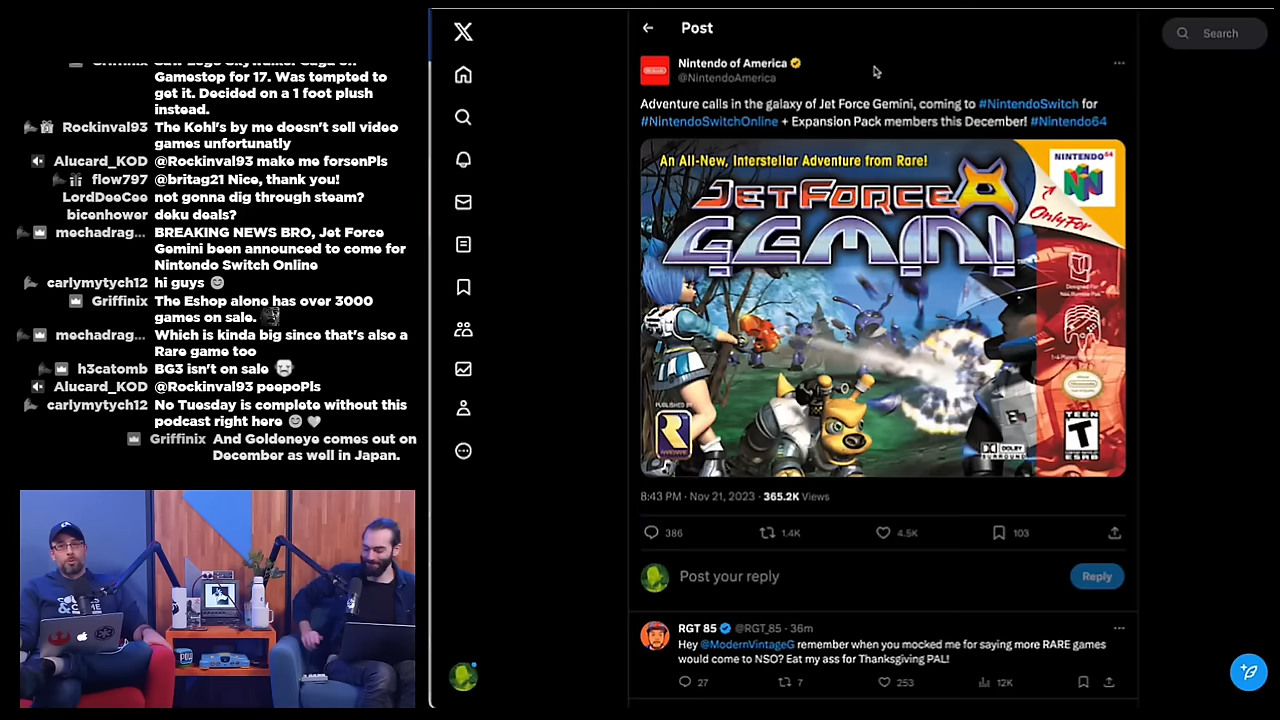 Gamestop for 17. Was tempted to
get it. Decided on a 1 foot plush
instead.
Rockinval93 The Kohl's by me doesn't sell video
games unfortunatly
Alucard_KOD @Rockinval93 make me forsenPls
flow797 @britag21 Nice, thank you!
LordDeeCee not gonna dig through steam?
bicenhower deku deals?
mechadrag... BREAKING NEWS BRO, Jet Force
Gemini been announced to come for
Nintendo Switch Online
carlymytych12 hi guys
Griffinix The Eshop alone has over 3000
games on sale.
mechadrag... Which is kinda big since that's also a
Rare game too
h3catomb BG3 isn't on sale
Alucard_KOD @Rockinval93 peepoPls
carlymytych12 No Tuesday is complete without this
podcast right here
Griffinix And Goldeneye comes out on
December as well in Japan.
Post
Search
Nintendo of America
@NintendoAmerica
Adventure calls in the galaxy of Jet Force Gemini, coming to #NintendoSwitch for
#NintendoSwitchOnline + Expansion Pack members this December! #Nintendo64
An All-New, Interstellar Adventure from Rare!
NINTENDO 64
JET FORCE
GEMINI
Only For
PUBLISHED BY
DOLBY
SURROUND
TEEN
T
ESRB
8:43 PM · Nov 21, 2023 · 365.2K Views
386 1.4K 4.5K 103
Post your reply
Reply
RGT 85 @RGT_85 · 36m
Hey @ModernVintageG remember when you mocked me for saying more RARE games
would come to NSO? Eat my ass for Thanksgiving PAL!
27 7 253 12K